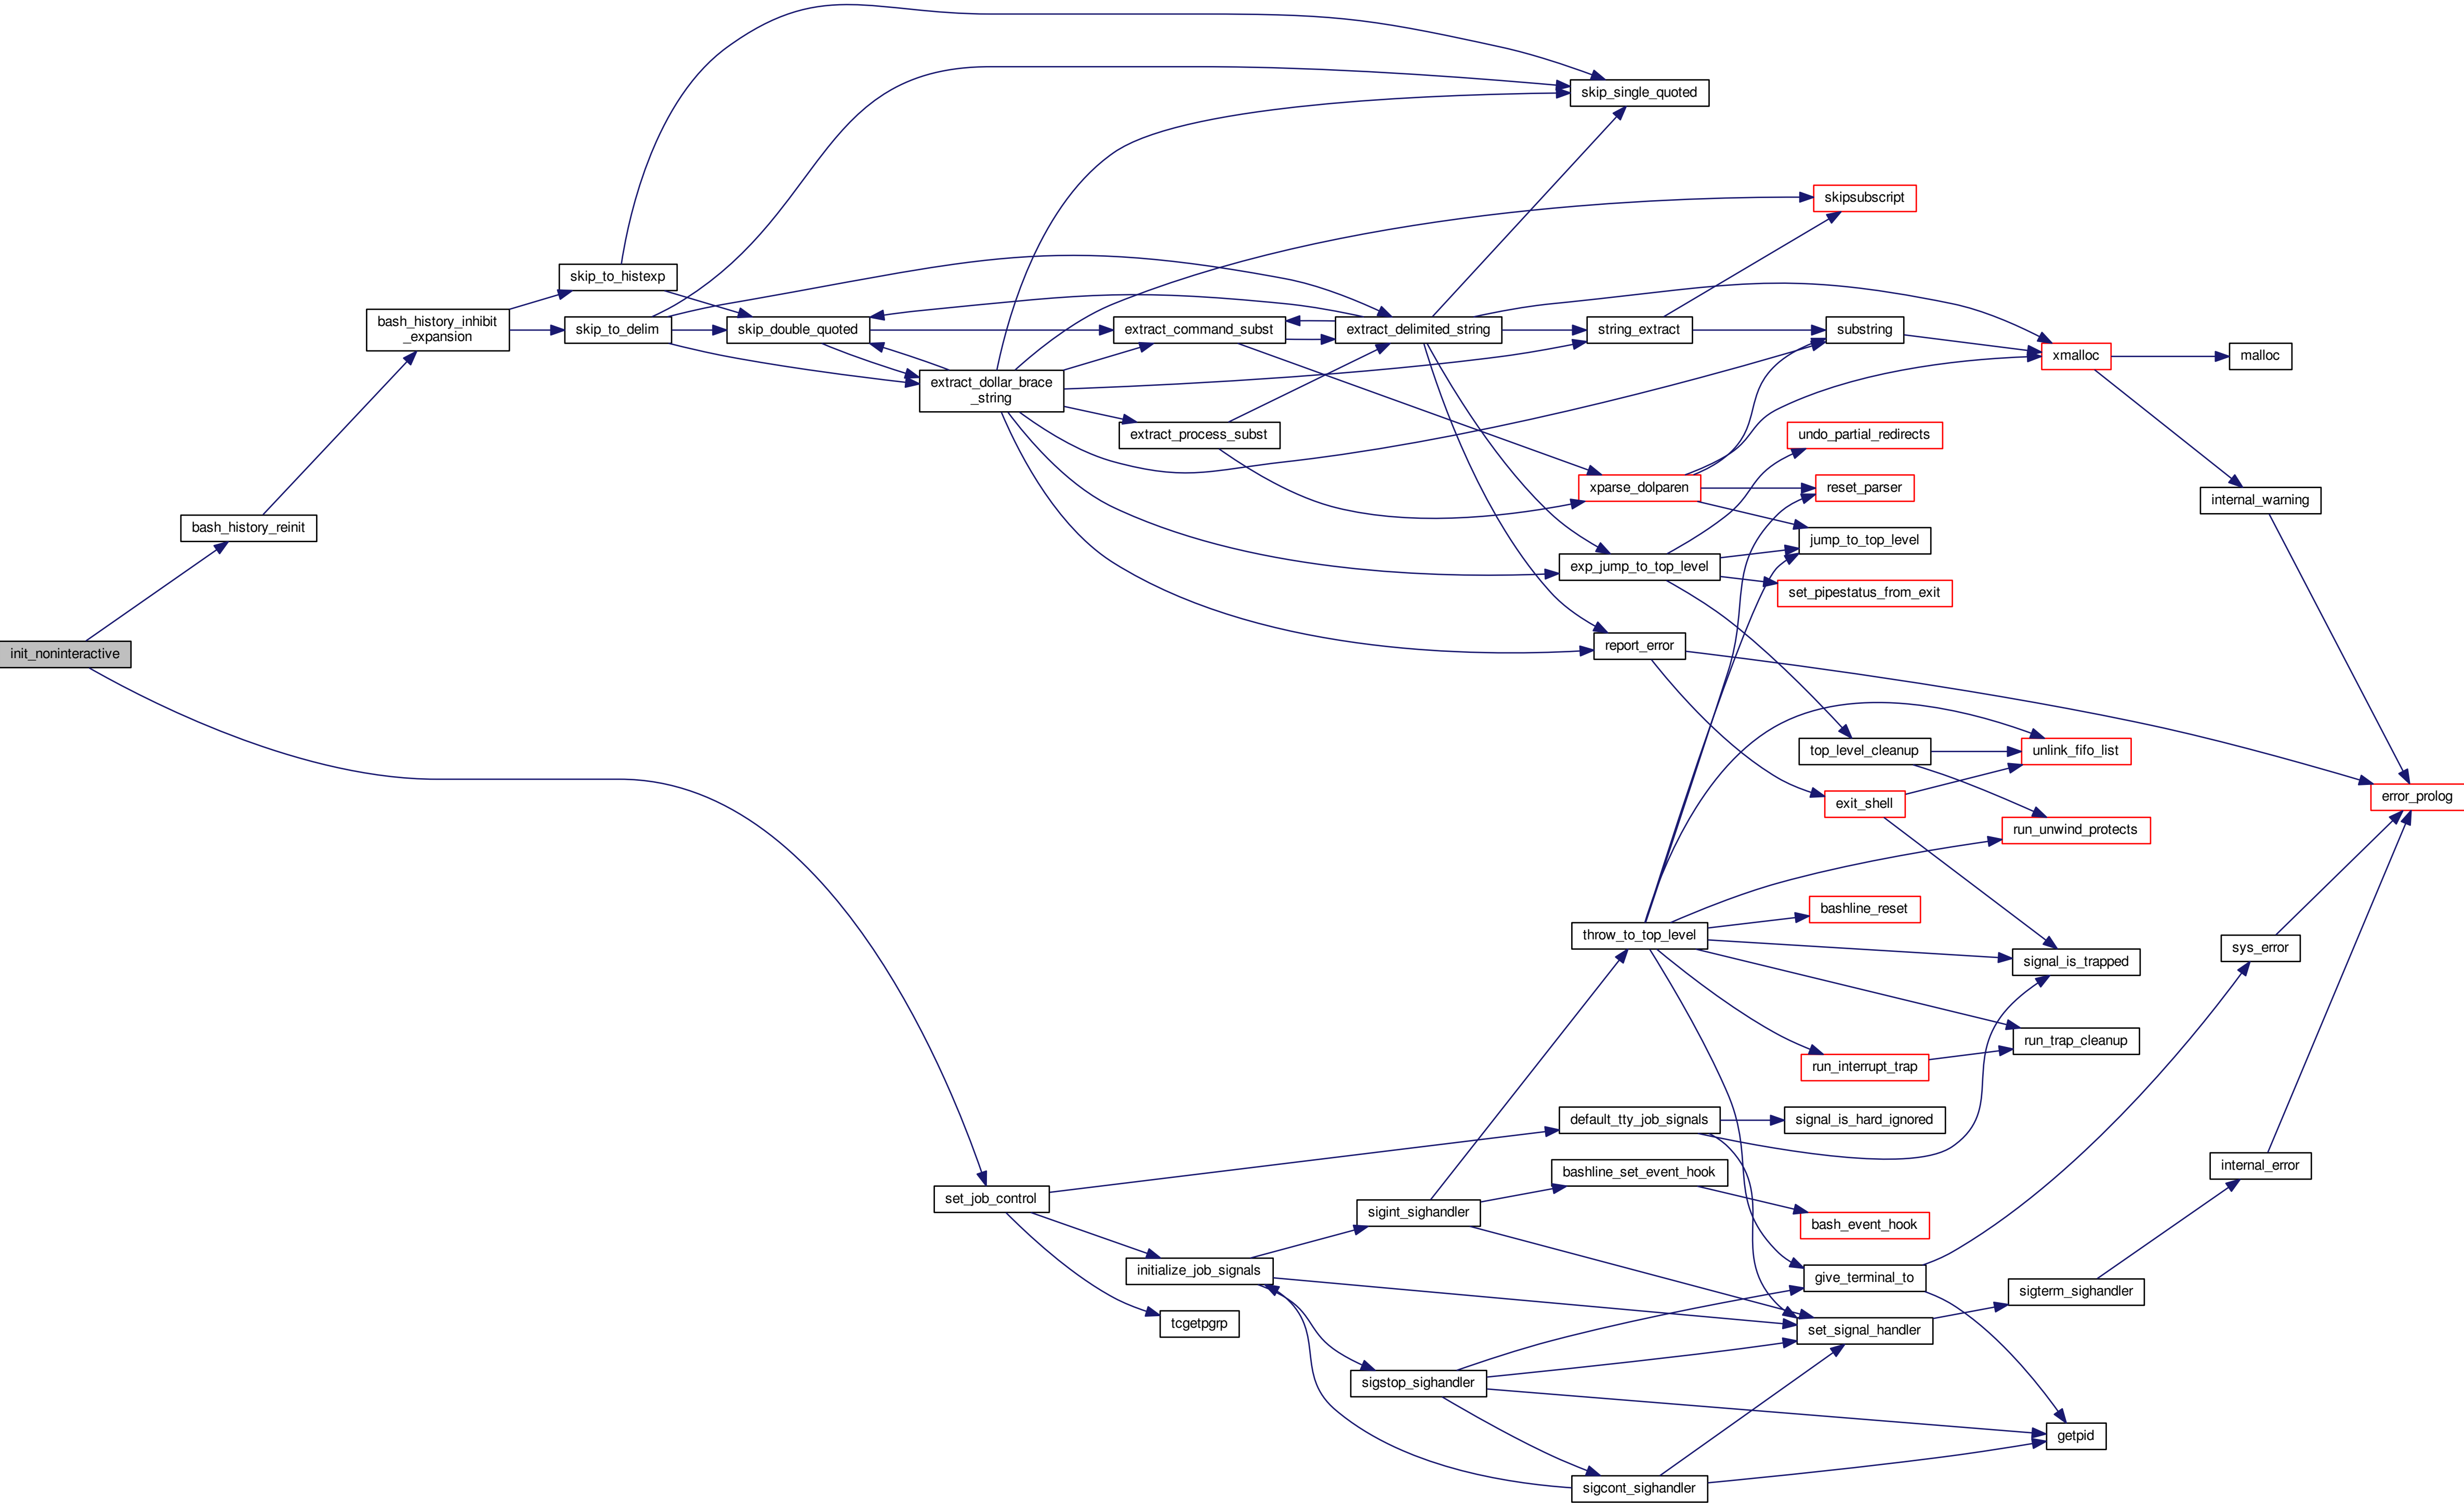 skip_single_quoted
skipsubscript
skip_to_histexp
bash_history_inhibit
_expansion
skip_to_delim
skip_double_quoted
extract_command_subst
extract_delimited_string
string_extract
substring
xmalloc
malloc
extract_dollar_brace
_string
extract_process_subst
undo_partial_redirects
xparse_dolparen
reset_parser
internal_warning
bash_history_reinit
jump_to_top_level
exp_jump_to_top_level
set_pipestatus_from_exit
init_noninteractive
report_error
top_level_cleanup
unlink_fifo_list
exit_shell
error_prolog
run_unwind_protects
bashline_reset
throw_to_top_level
sys_error
signal_is_trapped
run_trap_cleanup
run_interrupt_trap
default_tty_job_signals
signal_is_hard_ignored
bashline_set_event_hook
internal_error
set_job_control
sigint_sighandler
bash_event_hook
initialize_job_signals
give_terminal_to
sigterm_sighandler
tcgetpgrp
set_signal_handler
sigstop_sighandler
getpid
sigcont_sighandler